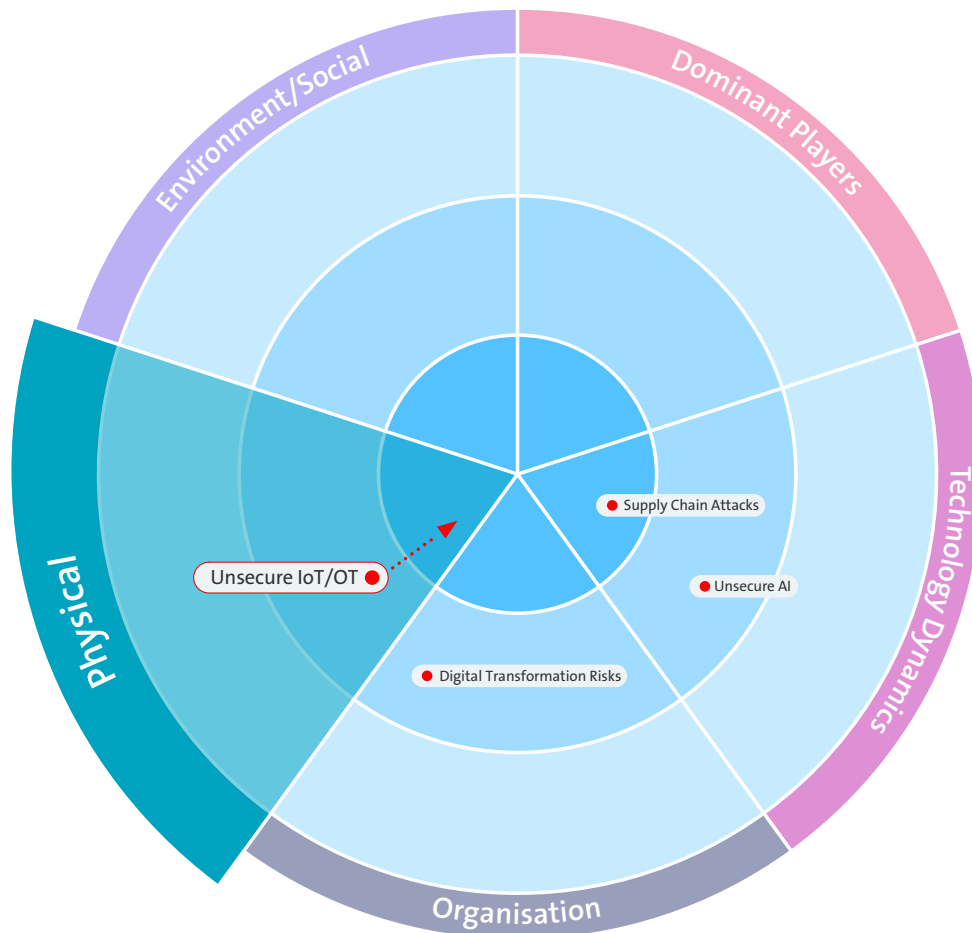 Environment/Social
Dominant Players
Supply Chain Attacks
Unsecure IoT/OT
Unsecure AI
Physical
Technology Dynamics
Digital Transformation Risks
Organisation